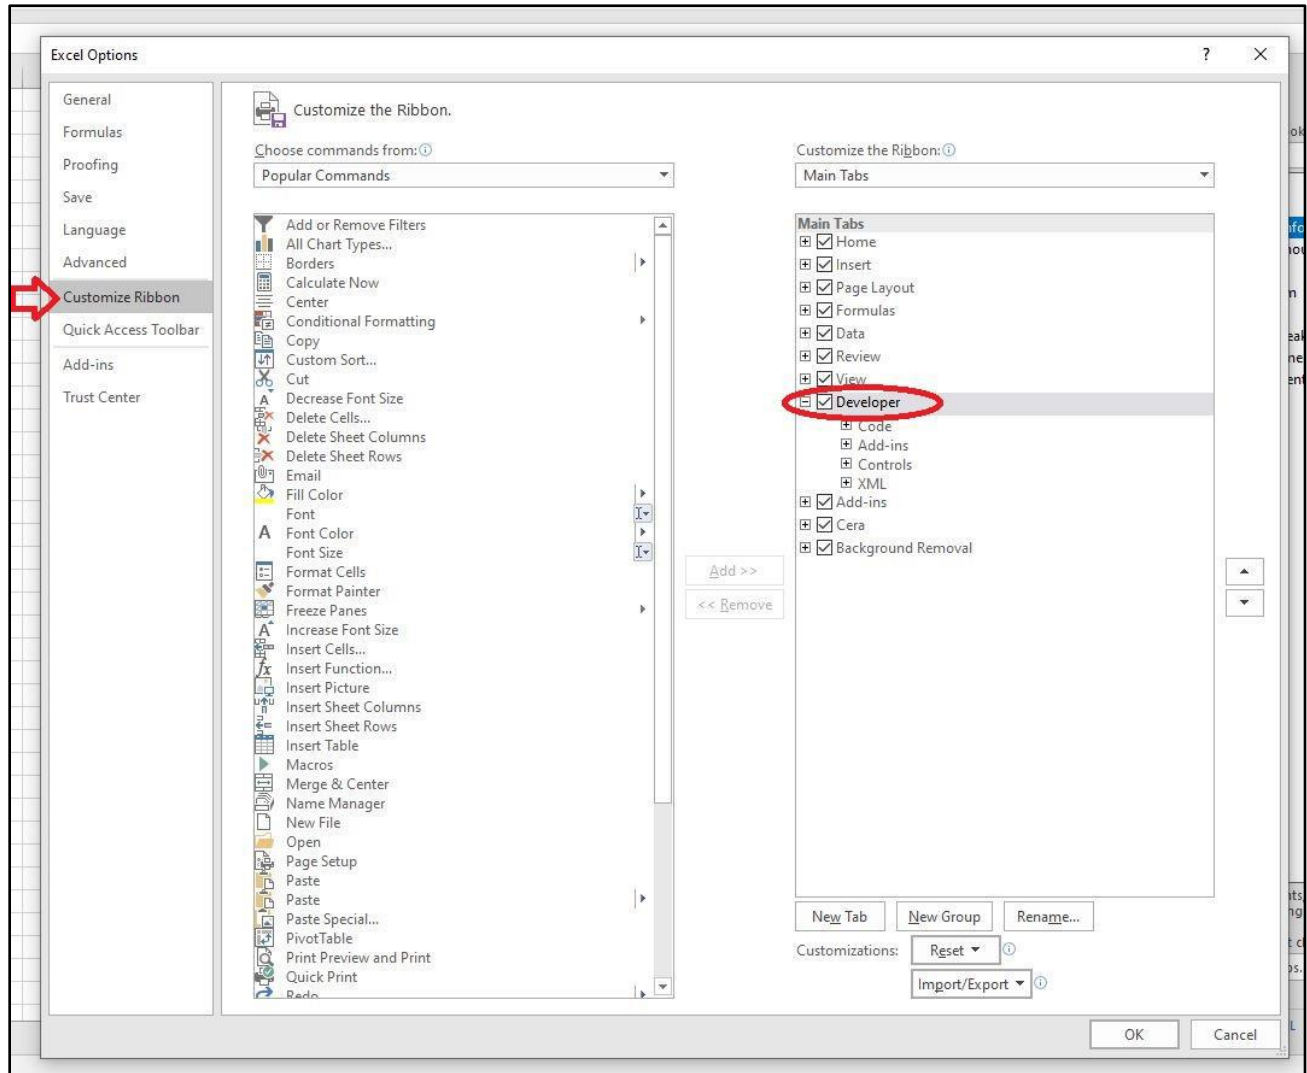 Excel Options
?
General
Formulas
Proofing
Save
Language
Advanced
Customize Ribbon
Quick Access Toolbar
Add-ins
Trust Center
Customize the Ribbon.
Choose commands from:
Popular Commands
Add or Remove Filters
All Chart Types...
Borders
Calculate Now
Center
Conditional Formatting
Copy
Custom Sort...
Cut
Decrease Font Size
Delete Cells...
Delete Sheet Columns
Delete Sheet Rows
Email
Fill Color
Font
Font Color
Font Size
Format Cells
Format Painter
Freeze Panes
Increase Font Size
Insert Cells...
Insert Function...
Insert Picture
Insert Sheet Columns
Insert Sheet Rows
Insert Table
Macros
Merge & Center
Name Manager
New File
Open
Page Setup
Paste
Paste
Paste Special...
PivotTable
Print Preview and Print
Quick Print
Redo
Add >>
<< Remove
Customize the Ribbon:
Main Tabs
Main Tabs
Home
Insert
Page Layout
Formulas
Data
Review
View
Developer
Code
Add-ins
Controls
XML
Add-ins
Cera
Background Removal
New Tab New Group Rename...
Customizations: Reset
Import/Export
OK Cancel